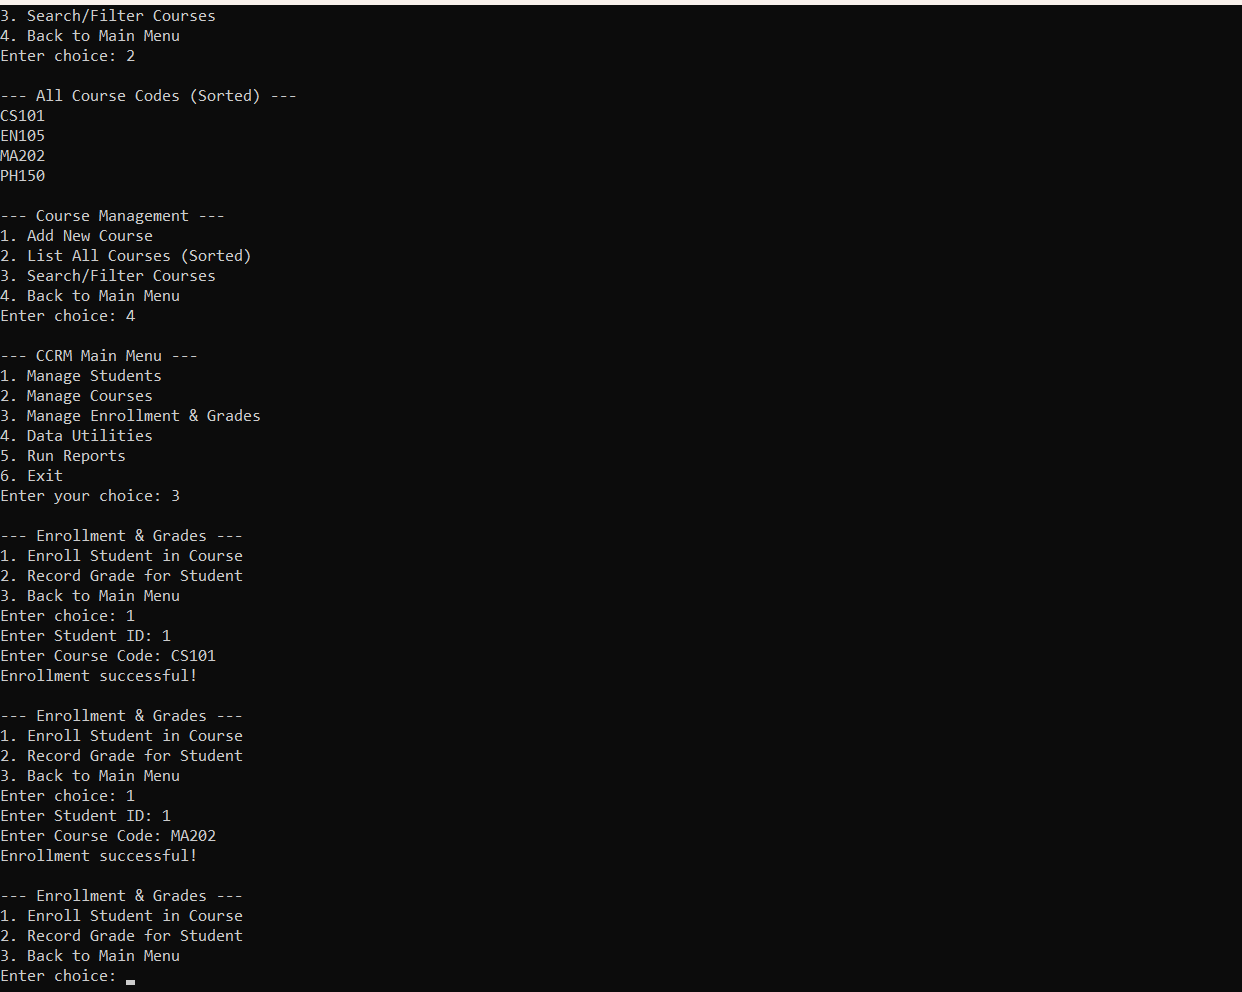 3. Search/Filter Courses
4. Back to Main Menu
Enter choice: 2
--- All Course Codes (Sorted) ---
CS101
EN105
MA202
PH150
--- Course Management ---
1. Add New Course
2. List All Courses (Sorted)
3. Search/Filter Courses
4. Back to Main Menu
Enter choice: 4
--- CCRM Main Menu ---
1. Manage Students
2. Manage Courses
3. Manage Enrollment & Grades
4. Data Utilities
5. Run Reports
6. Exit
Enter your choice: 3
--- Enrollment & Grades ---
1. Enroll Student in Course
2. Record Grade for Student
3. Back to Main Menu
Enter choice: 1
Enter Student ID: 1
Enter Course Code: CS101
Enrollment successful!
--- Enrollment & Grades ---
1. Enroll Student in Course
2. Record Grade for Student
3. Back to Main Menu
Enter choice: 1
Enter Student ID: 1
Enter Course Code: MA202
Enrollment successful!
--- Enrollment & Grades ---
1. Enroll Student in Course
2. Record Grade for Student
3. Back to Main Menu
Enter choice: